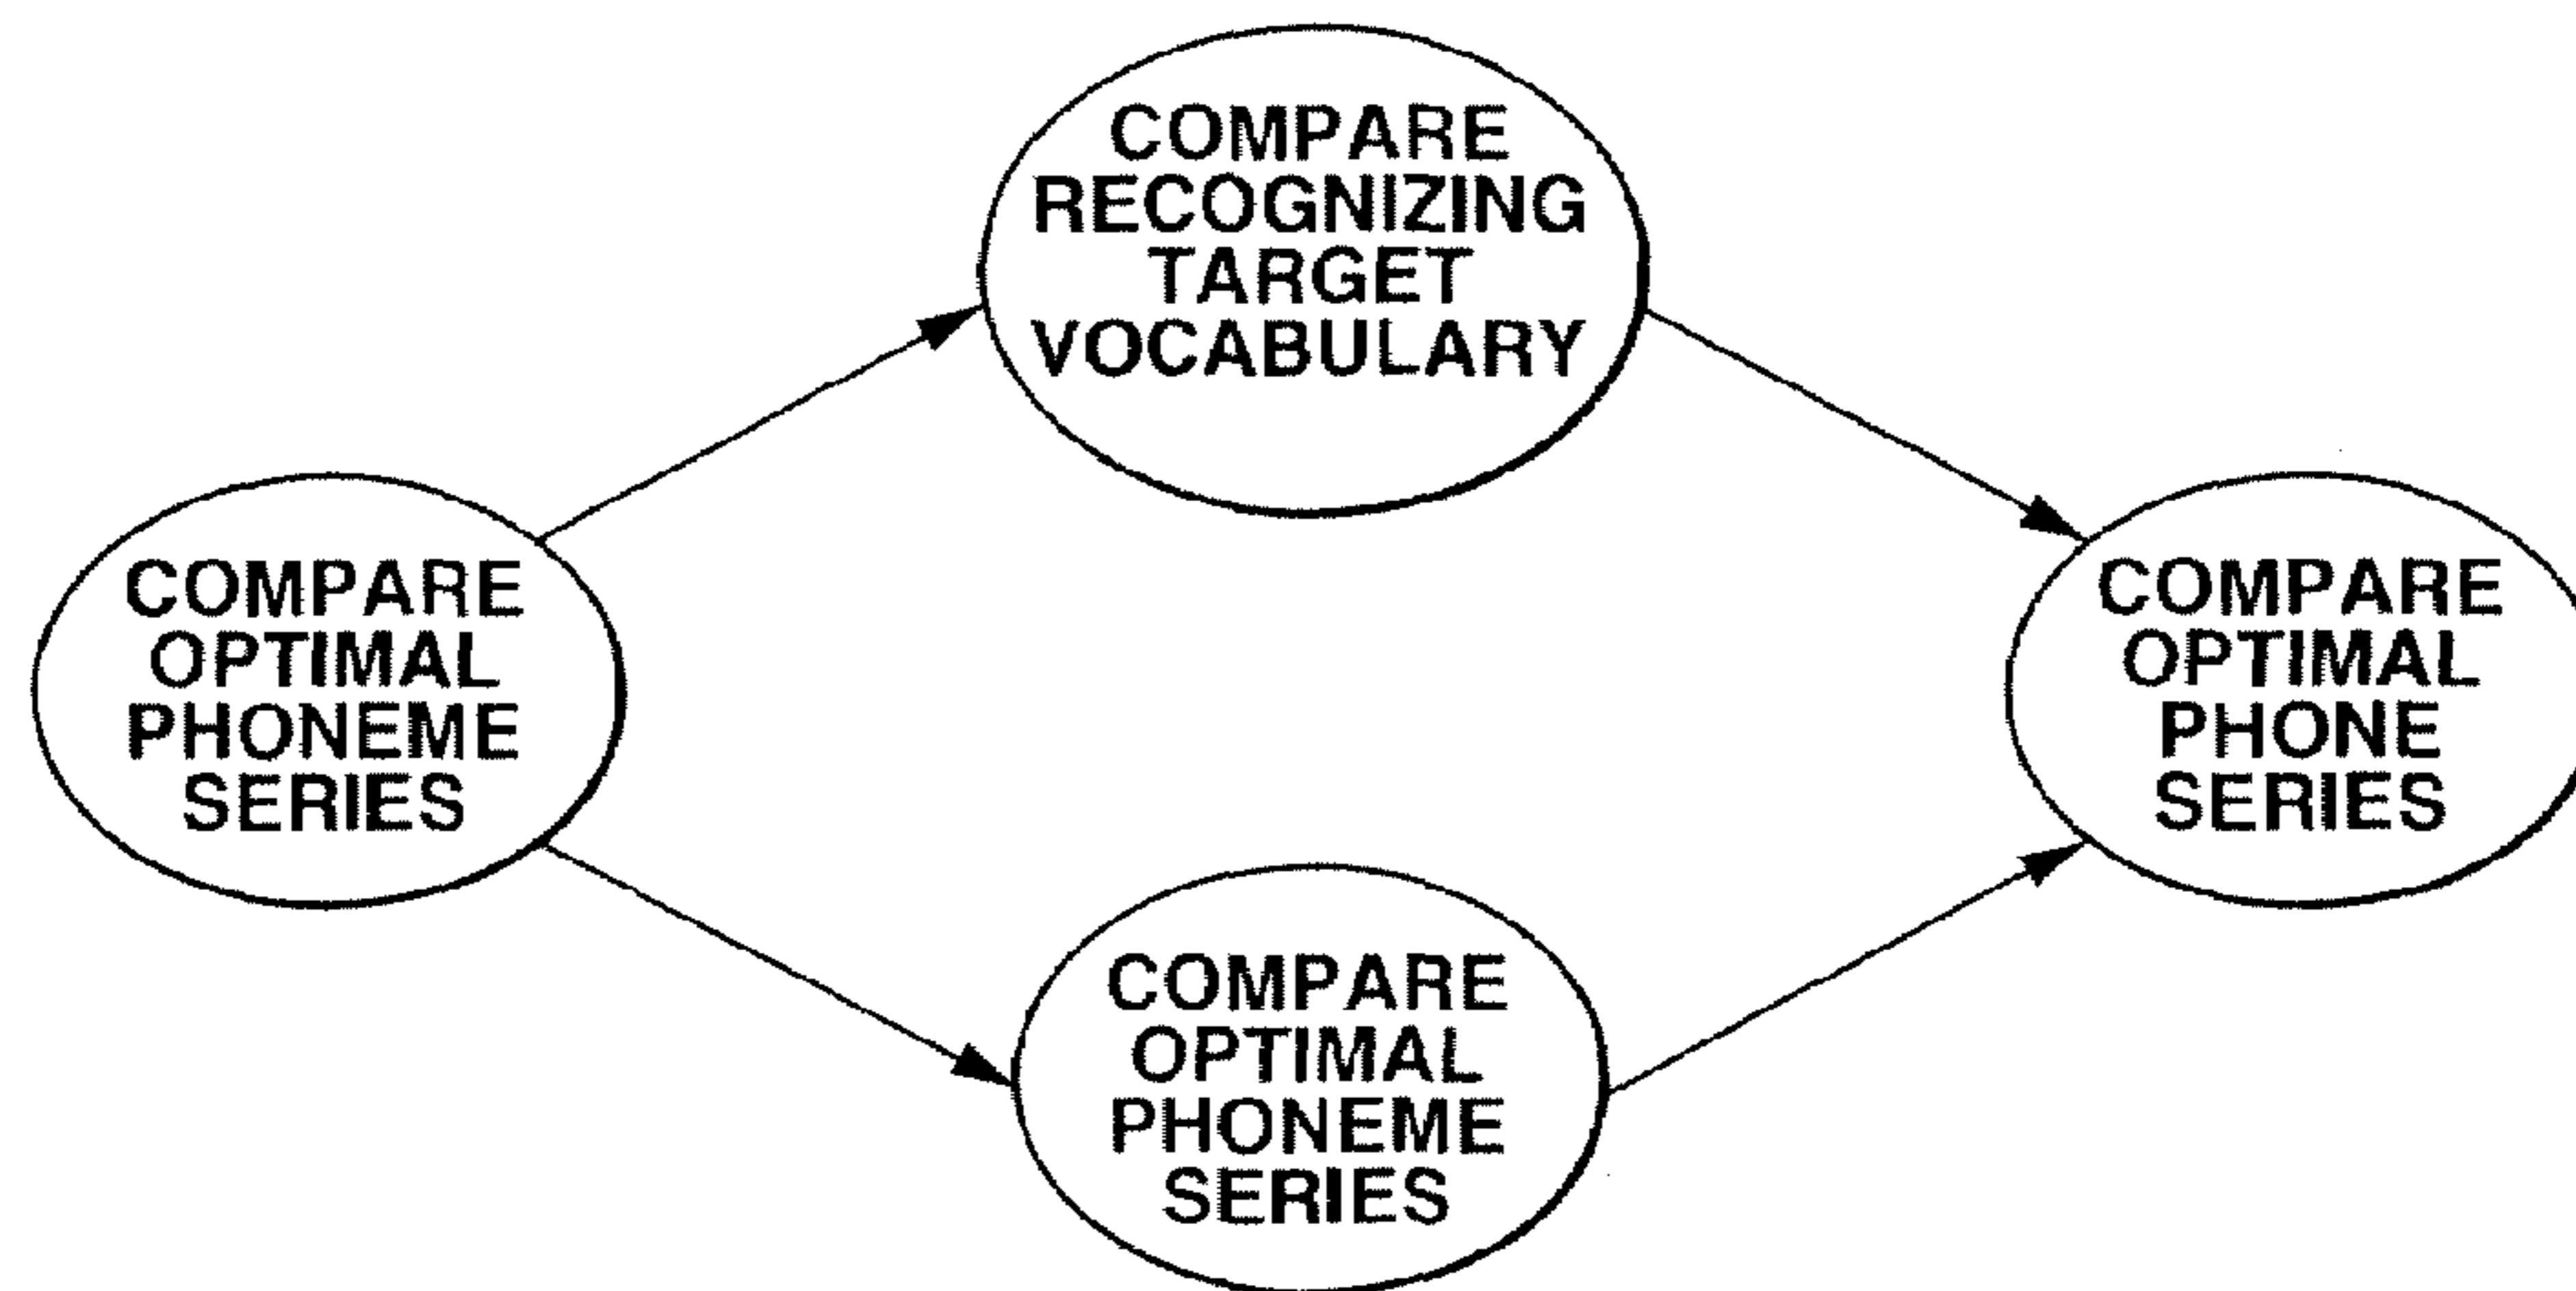 COMPARE
RECOGNIZING
TARGET
VOCABULARY
COMPARE
OPTIMAL
PHONEME
SERIES
COMPARE
OPTIMAL
PHONE
SERIES
COMPARE
OPTIMAL
PHONEME
SERIES